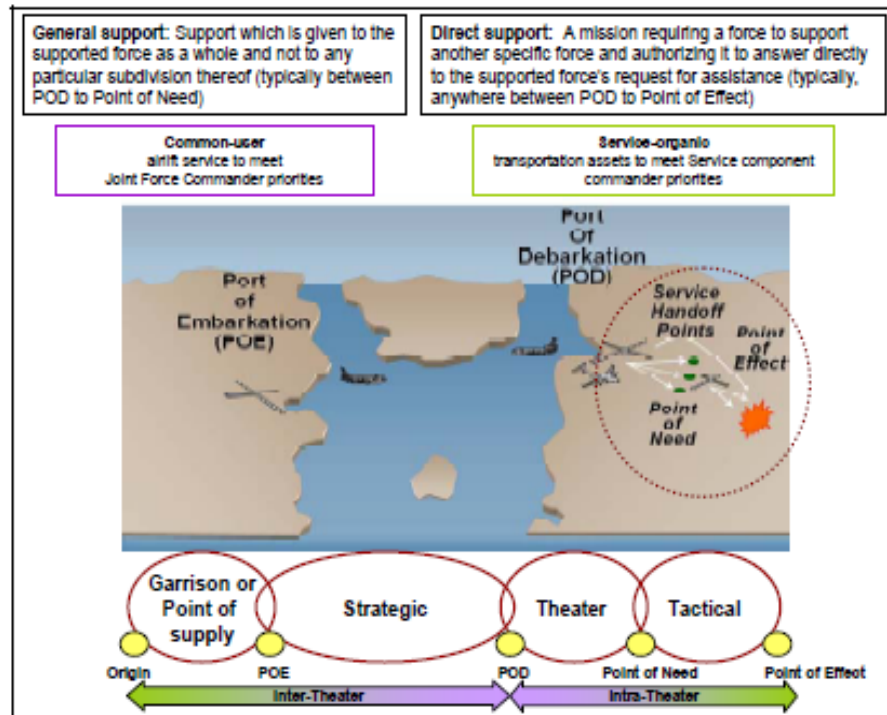 General support: Support which is given to the
supported force as a whole and not to any
particular subdivision thereof (typically between
POD to Point of Need)
Direct support: A mission requiring a force to support
another specific force and authorizing it to answer directly
to the supported force's request for assistance (typically,
anywhere between POD to Point of Effect)
Common-user
airlift service to meet
Joint Force Commander priorities
Service-organic
transportation assets to meet Service component
commander priorities
Port
of
Embarkation
(POE)
Port
Of
Debarkation
(POD)
Service
Handoff
Points
Point
of
Effect
Point
of
Need
Garrison or
Point of
supply
Strategic
Theater
Tactical
Origin
POE
POD
Point of Need
Point of Effect
Inter-Theater
Intra-Theater